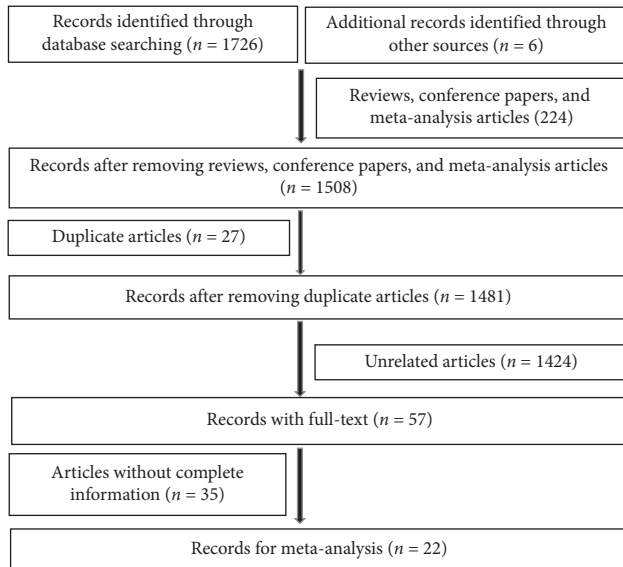 Records identified through
database searching (n = 1726)
Additional records identified through
other sources (n = 6)
Reviews, conference papers, and
meta-analysis articles (224)
Records after removing reviews, conference papers, and meta-analysis articles
(n = 1508)
Duplicate articles (n = 27)
Records after removing duplicate articles (n = 1481)
Unrelated articles (n = 1424)
Records with full-text (n = 57)
Articles without complete
information (n = 35)
Records for meta-analysis (n = 22)